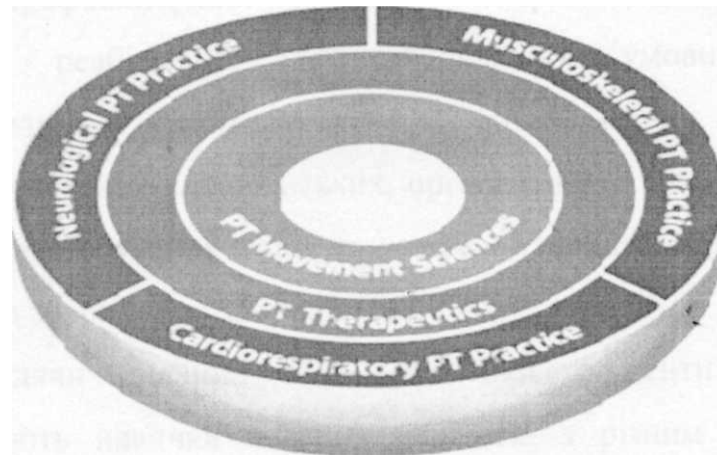 Neurological PT Practice
Musculoskeletal PT Practice
PT Movement Sciences
PT Therapeutics
Cardiorespiratory PT Practice